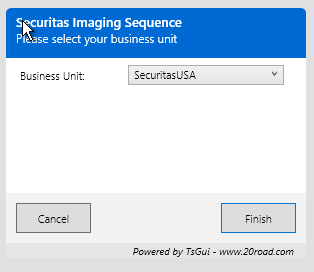 Securitas Imaging Sequence
Please select your business unit
Business Unit: SecuritasUSA
Cancel Finish
Powered by TsGui - www.20road.com